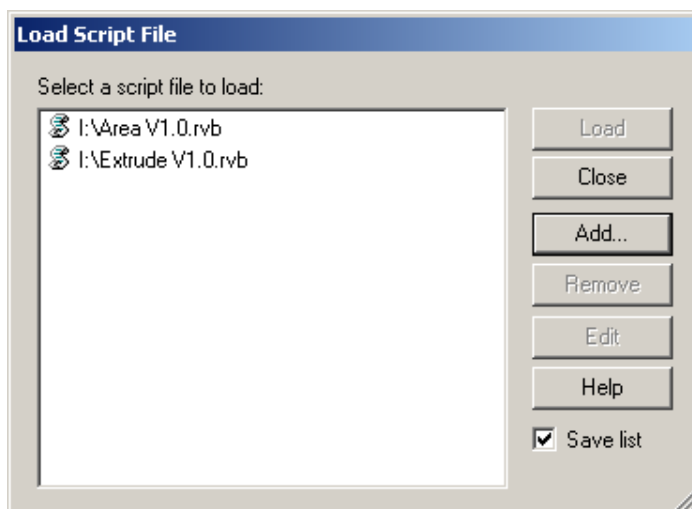 Load Script File
Select a script file to load:
I:\Area V1.0.rvb
I:\Extrude V1.0.rvb
Load
Close
Add...
Remove
Edit
Help
Save list